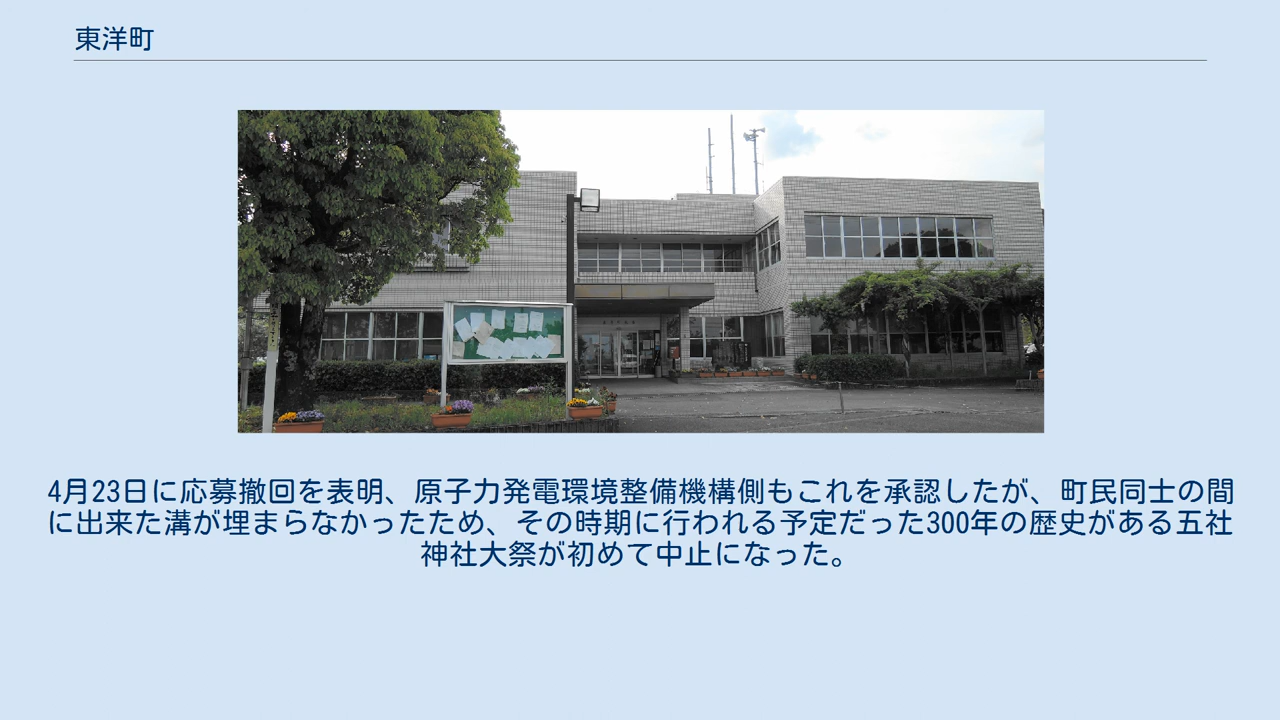 東洋町
4月23日に応募撤回を表明、原子力発電環境整備機構側もこれを承認したが、町民同士の間
に出来た溝が埋まらなかったため、その時期に行われる予定だった300年の歴史がある五社
神社大祭が初めて中止になった。